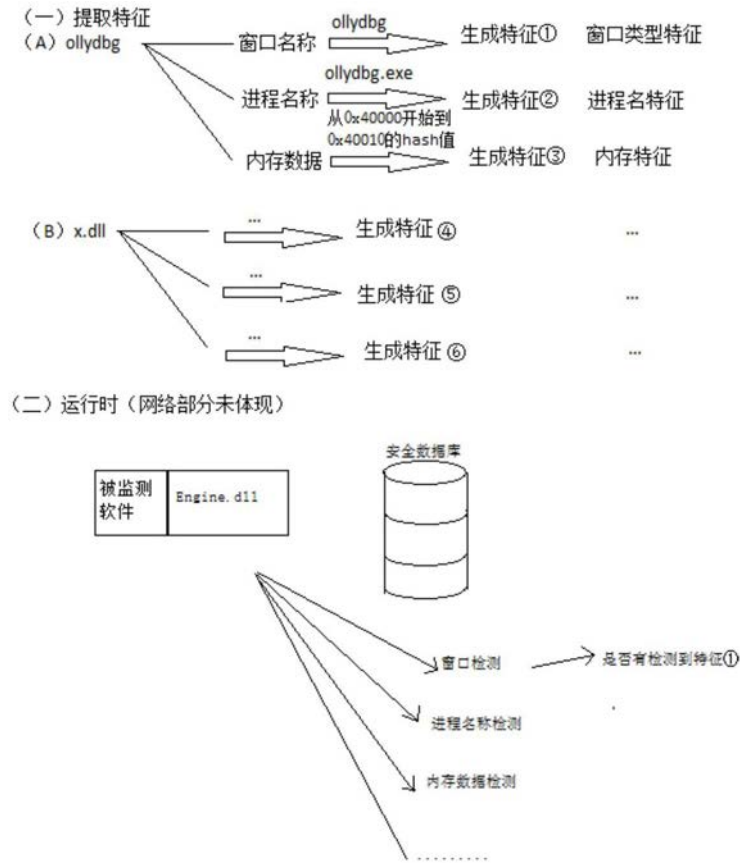 （一）提取特征
（A）ollydbg
窗口名称 ollydbg 生成特征① 窗口类型特征
进程名称 ollydbg.exe 生成特征② 进程名特征
从0x40000开始到
0x40010的hash值
内存数据 生成特征③ 内存特征
（B）x.dll
... 生成特征④ ...
... 生成特征⑤ ...
... 生成特征⑥ ...
（二）运行时（网络部分未体现）
安全数据库
被监测
软件
Engine.dll
窗口检测 是否有检测到特征①
进程名称检测
内存数据检测
.........